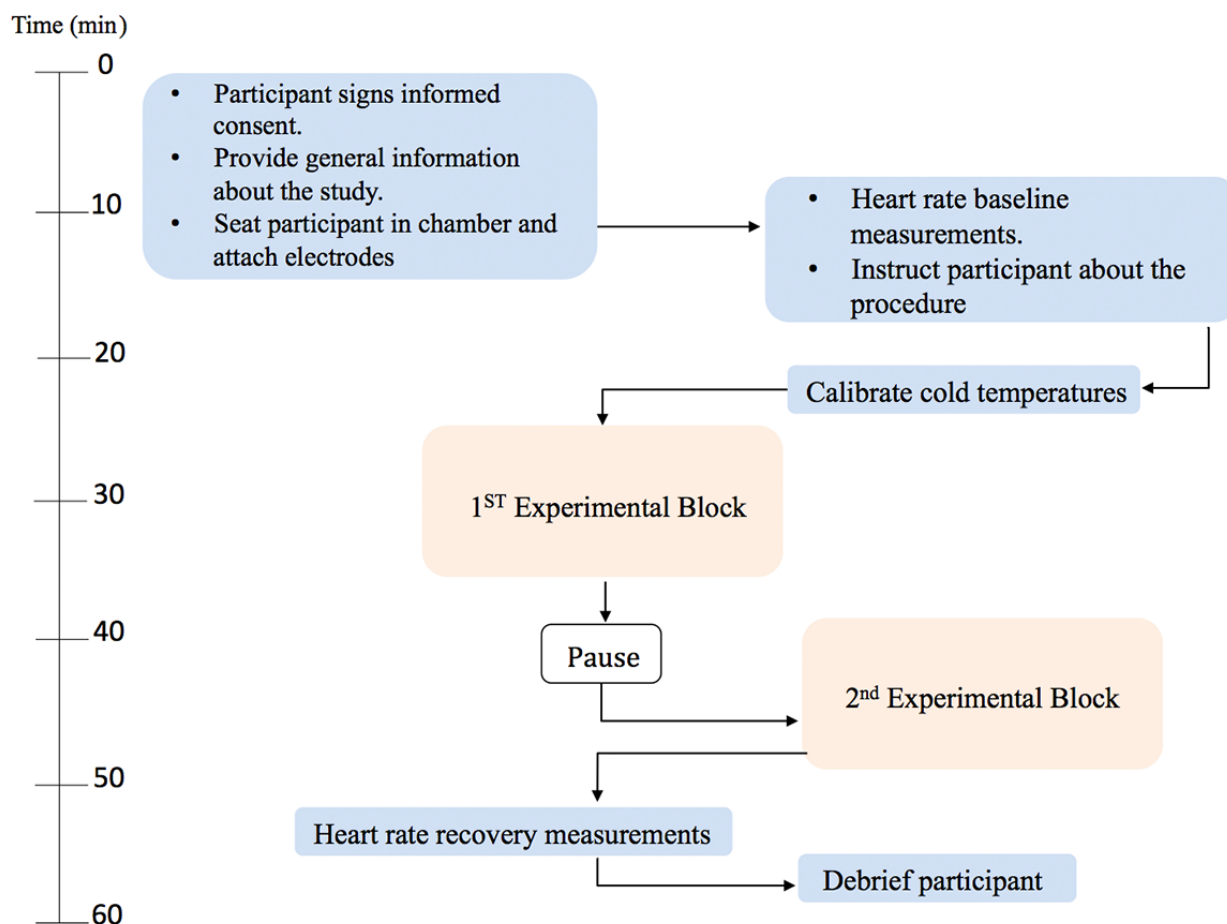 Time (min)
0
• Participant signs informed
consent.
• Provide general information
about the study.
• Seat participant in chamber and
attach electrodes
10
• Heart rate baseline
measurements.
• Instruct participant about the
procedure
20
Calibrate cold temperatures
30
1ST Experimental Block
40
Pause
2nd Experimental Block
50
Heart rate recovery measurements
Debrief participant
60